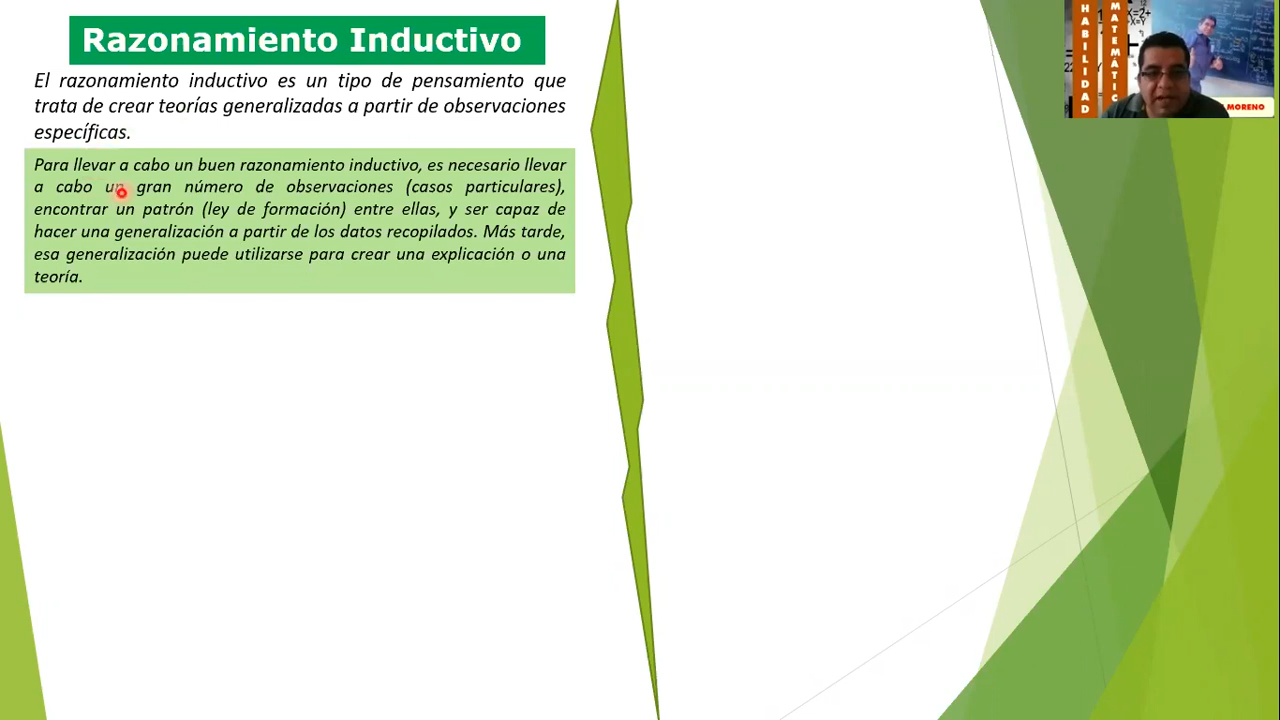 Razonamiento Inductivo
El razonamiento inductivo es un tipo de pensamiento que
trata de crear teorías generalizadas a partir de observaciones
específicas.
Para llevar a cabo un buen razonamiento inductivo, es necesario llevar
a cabo un gran número de observaciones (casos particulares),
encontrar un patrón (ley de formación) entre ellas, y ser capaz de
hacer una generalización a partir de los datos recopilados. Más tarde,
esa generalización puede utilizarse para crear una explicación o una
teoría.
HABILIDAD
MATEMÁTIC
MORENO